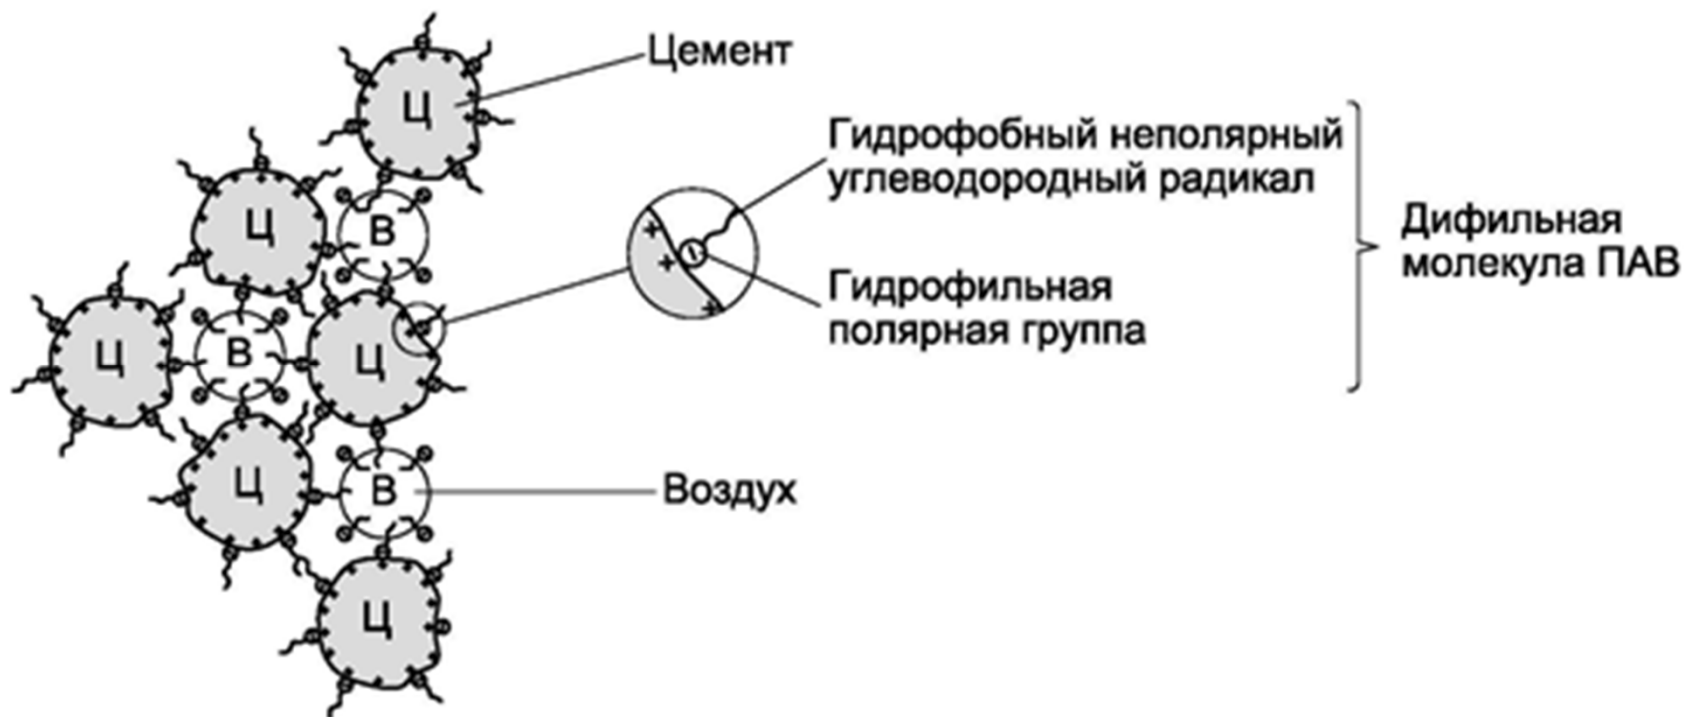 Цемент
Ц
Гидрофобный неполярный
углеводородный радикал
Ц
В
Дифильная
молекула ПАВ
Гидрофильная
полярная группа
Ц
В
Ц
Ц
В
Воздух
Ц